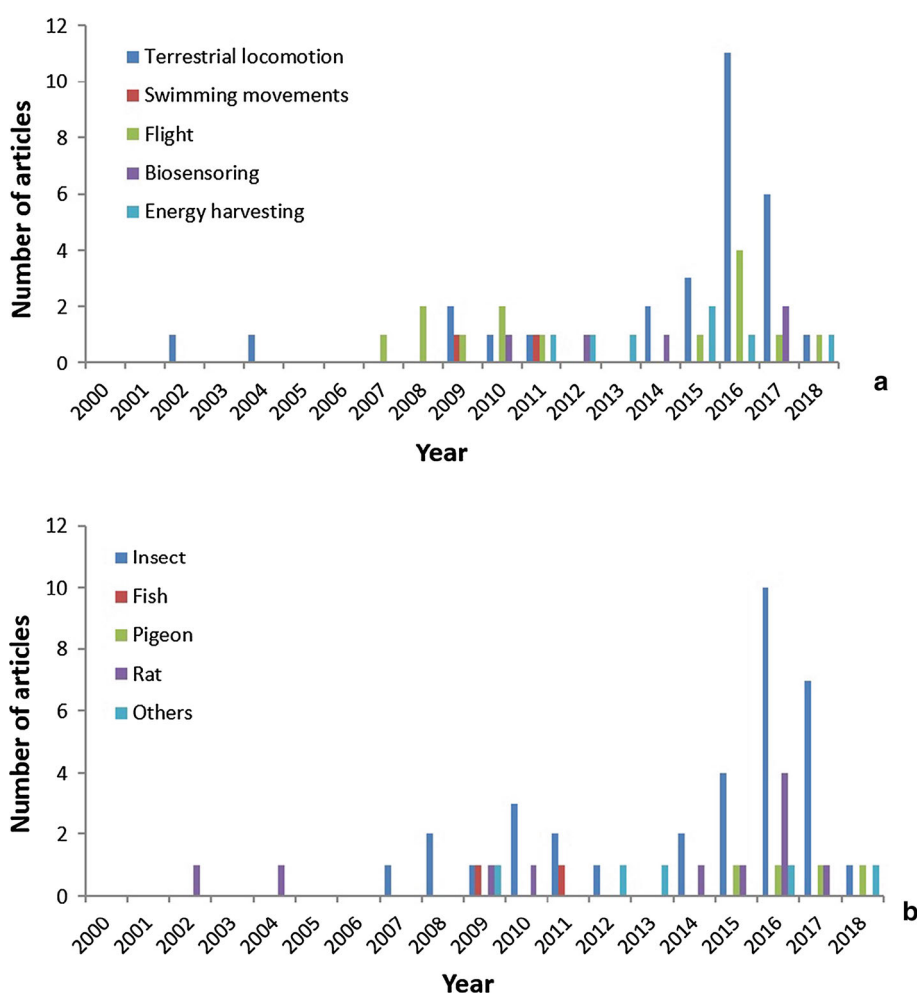 12
10
8
6
4
2
0
Number of articles
Terrestrial locomotion
Swimming movements
Flight
Biosensoring
Energy harvesting
2000 2001 2002 2003 2004 2005 2006 2007 2008 2009 2010 2011 2012 2013 2014 2015 2016 2017 2018
Year
a
12
10
8
6
4
2
0
Number of articles
Insect
Fish
Pigeon
Rat
Others
2000 2001 2002 2003 2004 2005 2006 2007 2008 2009 2010 2011 2012 2013 2014 2015 2016 2017 2018
Year
b